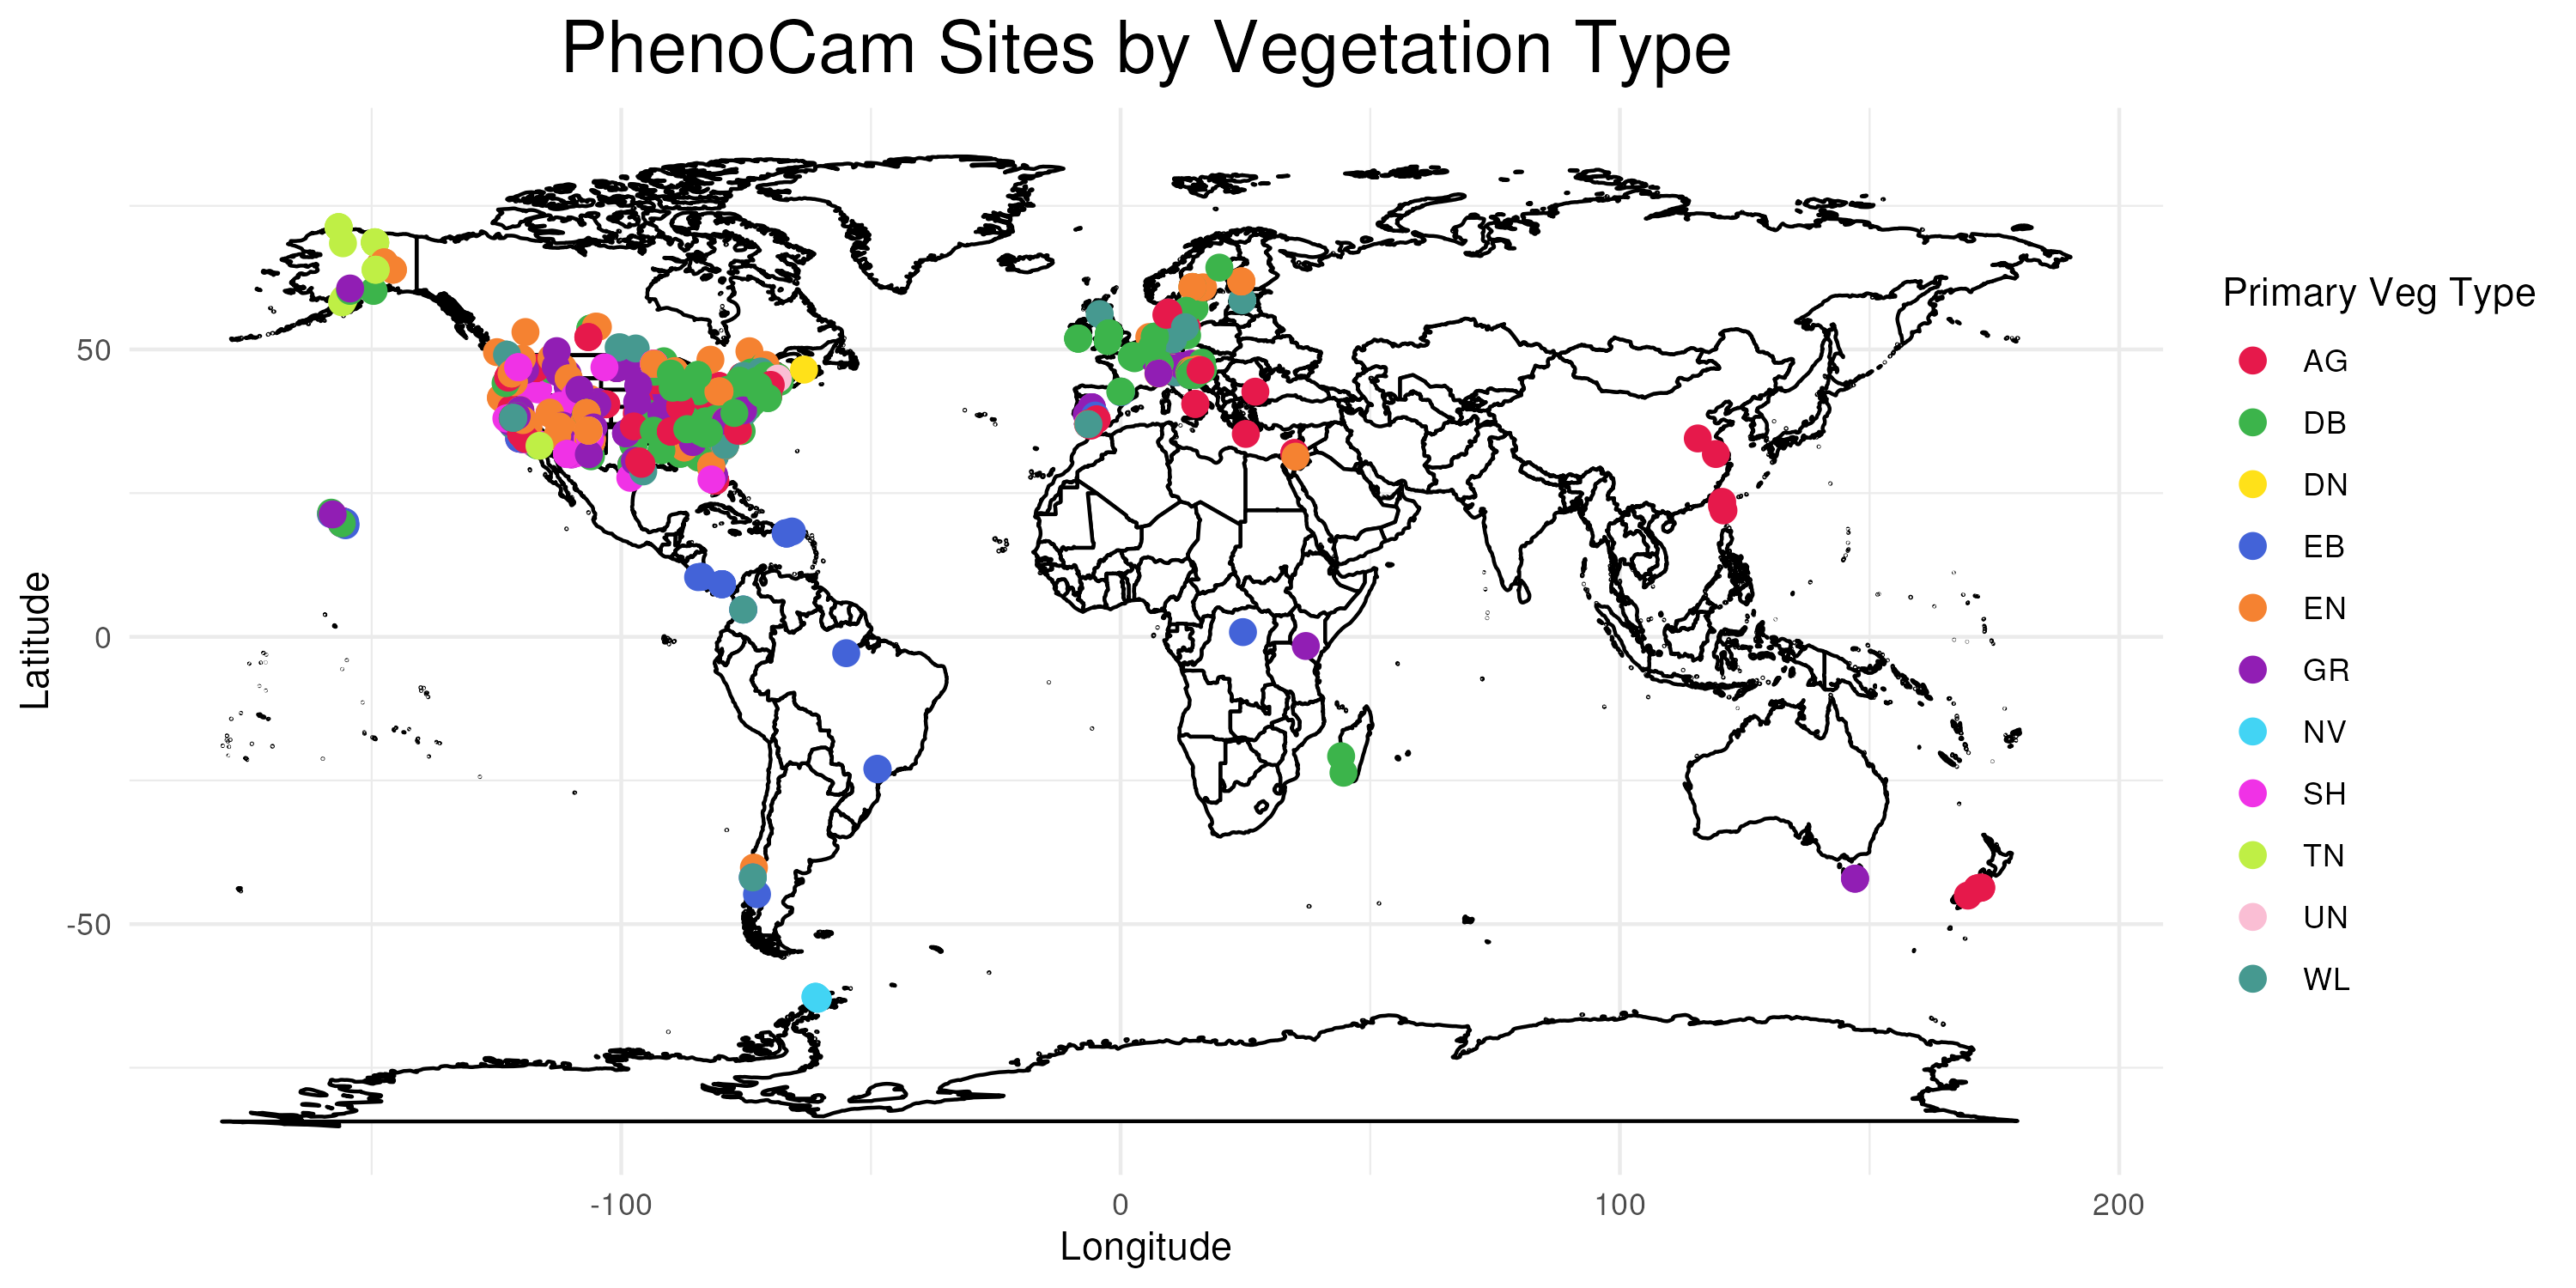 PhenoCam Sites by Vegetation Type
Latitude
50
0
-50
-100
0
100
200
Longitude
Primary Veg Type
AG
DB
DN
EB
EN
GR
NV
SH
TN
UN
WL